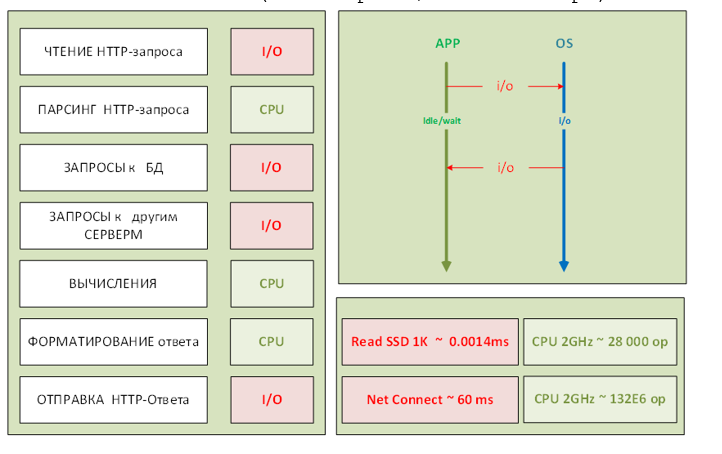 ЧТЕНИЕ HTTP-запроса
I/O
ПАРСИНГ HTTP-запроса
CPU
ЗАПРОСЫ к БД
I/O
ЗАПРОСЫ к другим
СЕРВЕРМ
I/O
ВЫЧИСЛЕНИЯ
CPU
ФОРМАТИРОВАНИЕ ответа
CPU
ОТПРАВКА HTTP-Ответа
I/O
APP
OS
i/o
Idle/wait
I/o
i/o
Read SSD 1K ~ 0.0014ms
CPU 2GHz ~ 28 000 op
Net Connect ~ 60 ms
CPU 2GHz ~ 132E6 op